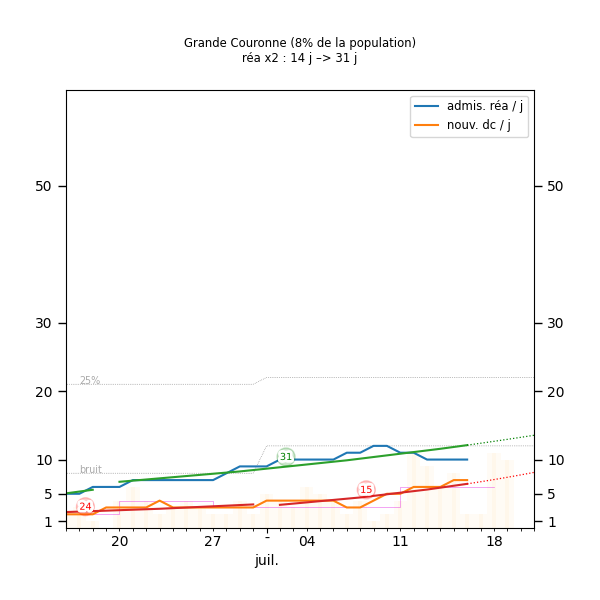 Grande Couronne (8% de la population)
réa x2 : 14 j –> 31 j
admis. réa / j
nouv. dc / j
50 50
30 30
25%
20 20
31
10 10
bruit
15
5 5
24
1 1
20 27 - 04 11 18
juil.